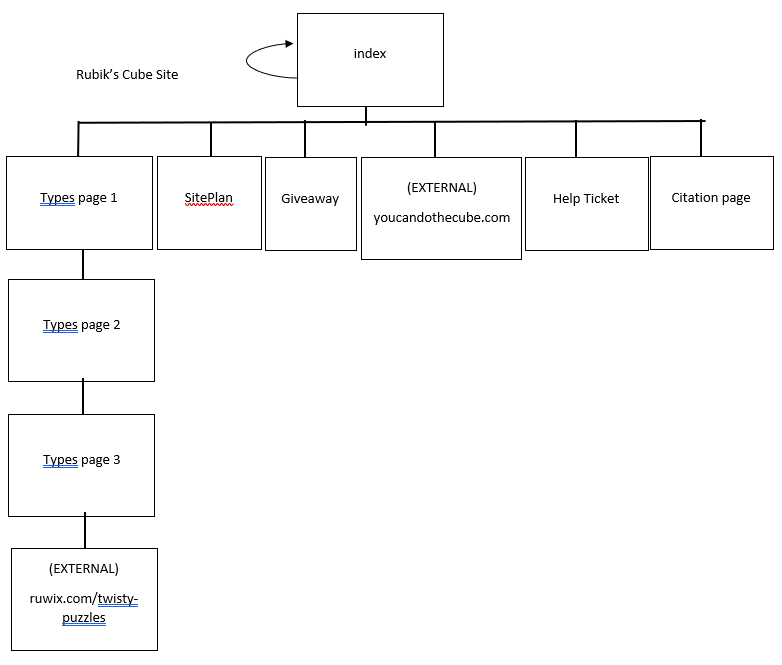 index
Rubik's Cube Site
Types page 1
SitePlan
Giveaway
(EXTERNAL)
youcandothecube.com
Help Ticket
Citation page
Types page 2
Types page 3
(EXTERNAL)
ruwix.com/twisty-
puzzles